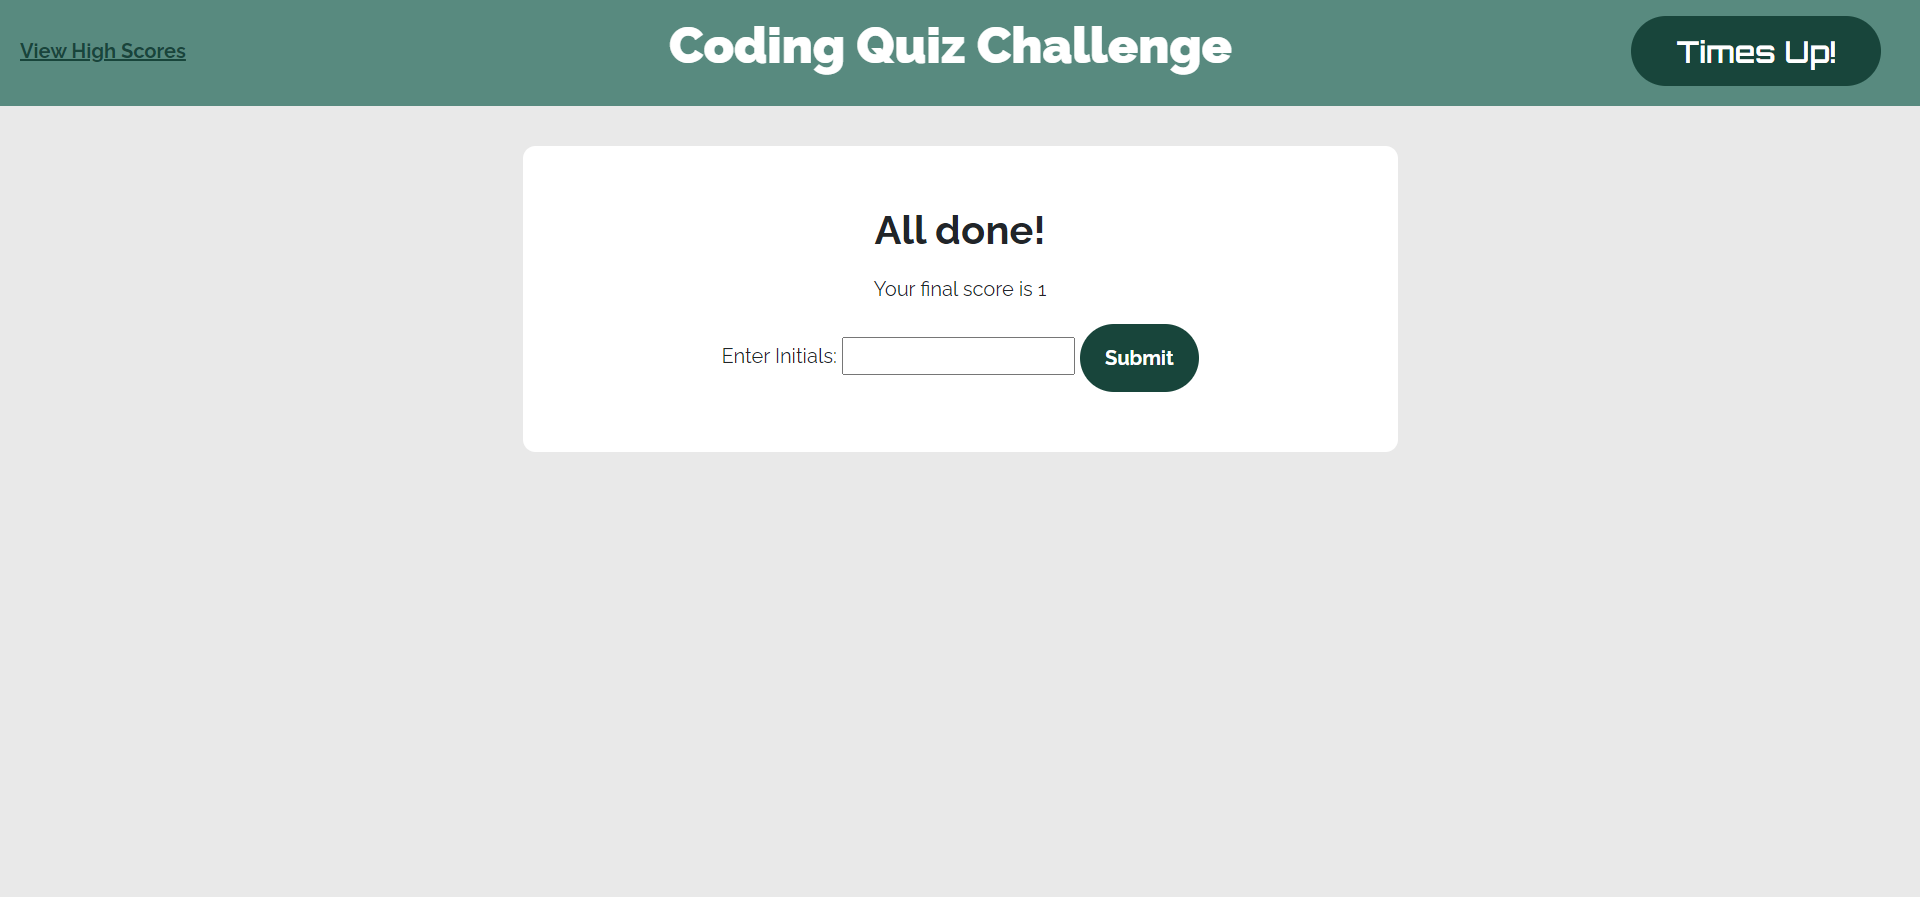 View High Scores
Coding Quiz Challenge
Times Up!
All done!
Your final score is 1
Enter Initials:
Submit